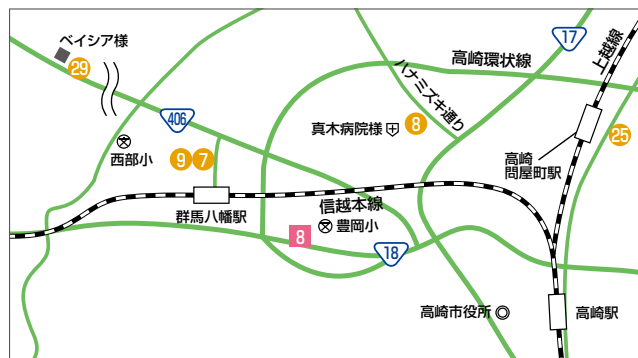 ベイシア様
29
406
西部小
9
7
群馬八幡駅
信越本線
8
豊岡小
18
真木病院様
8
ハナミズキ通り
高崎環状線
17
上越線
高崎
問屋町駅
25
高崎市役所
高崎駅